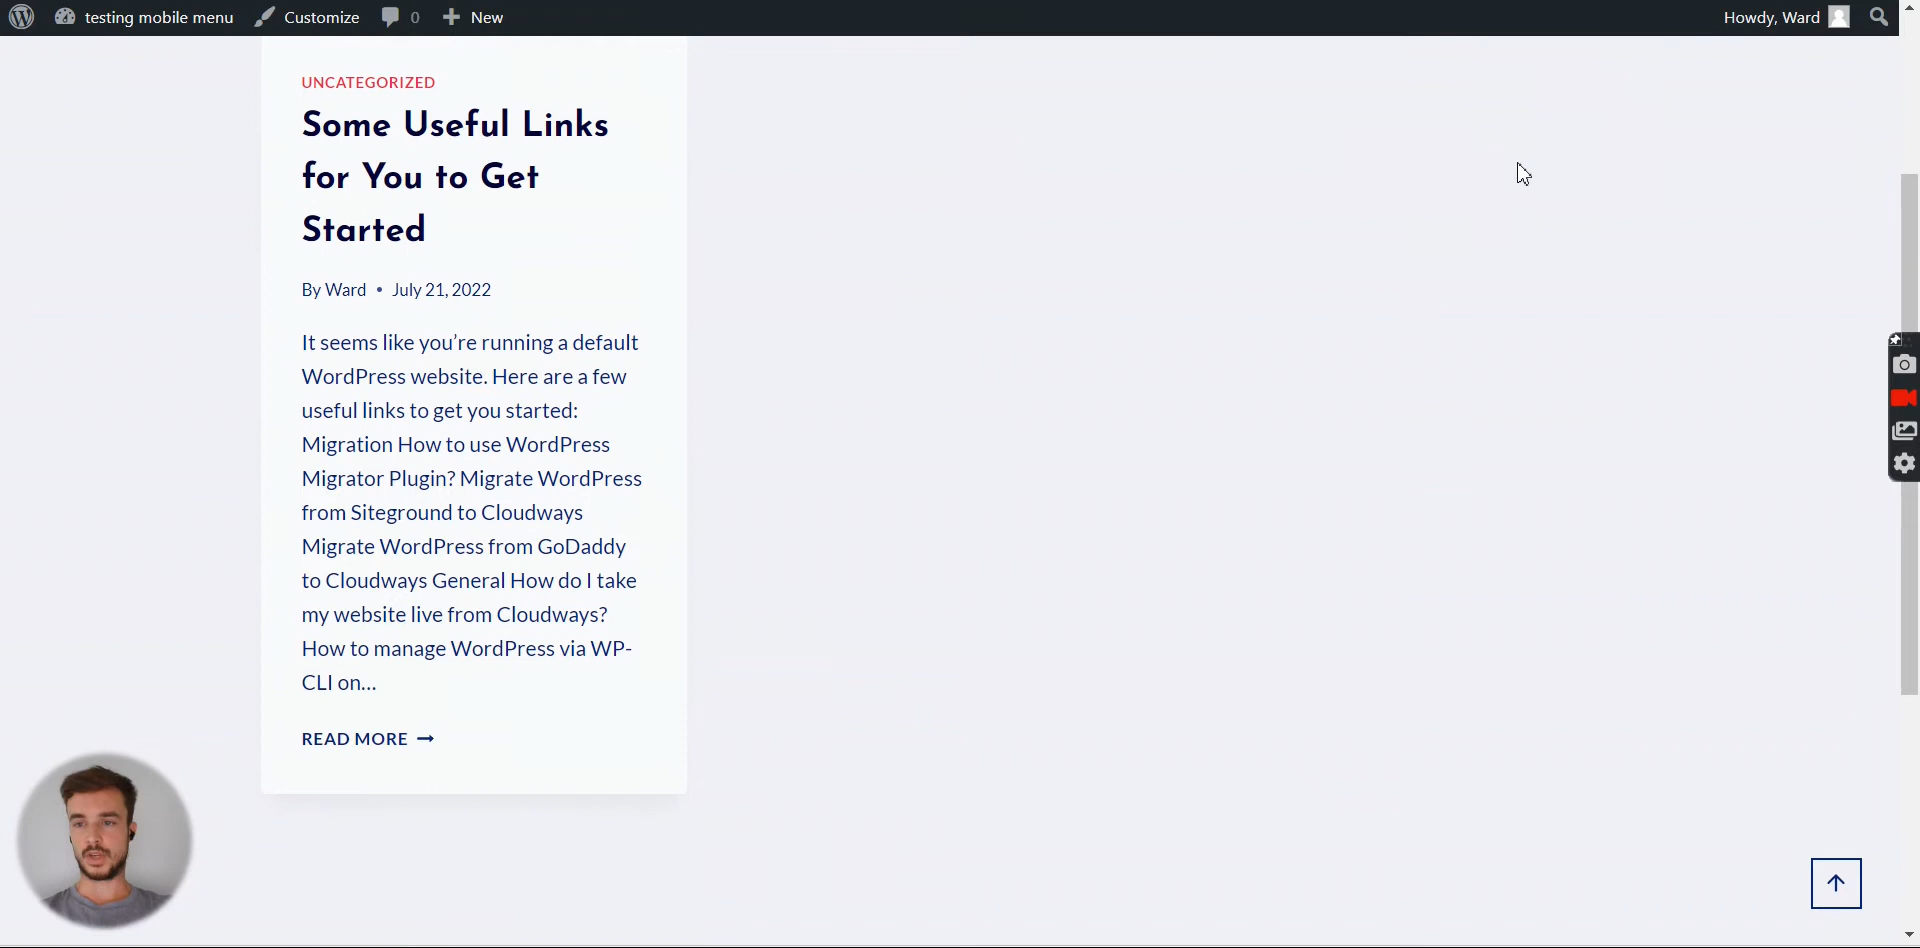 testing mobile menu Customize 0 New Howdy, Ward
UNCATEGORIZED
Some Useful Links
for You to Get
Started
By Ward • July 21, 2022
It seems like you’re running a default
WordPress website. Here are a few
useful links to get you started:
Migration How to use WordPress
Migrator Plugin? Migrate WordPress
from Siteground to Cloudways
Migrate WordPress from GoDaddy
to Cloudways General How do I take
my website live from Cloudways?
How to manage WordPress via WP-
CLI on…
READ MORE